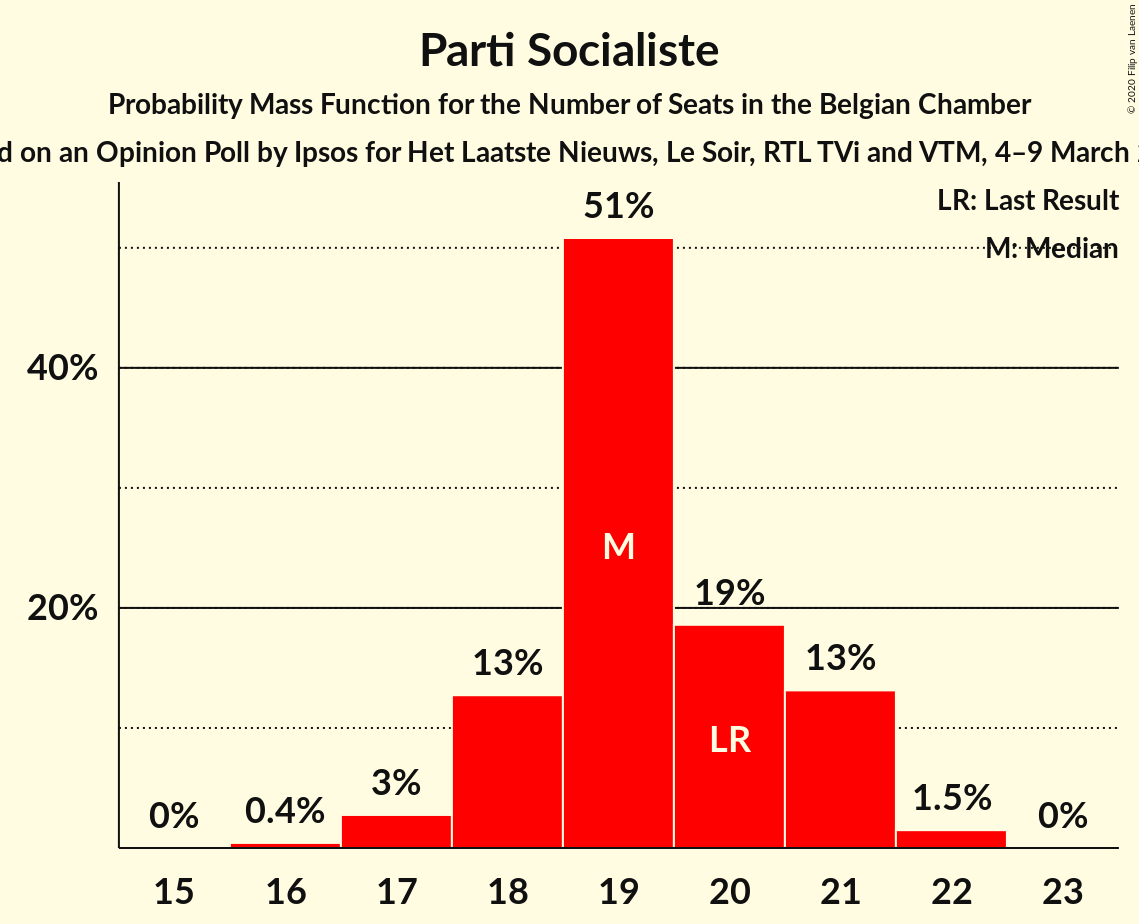 Parti Socialiste
Probability Mass Function for the Number of Seats in the Belgian Chamber
on an Opinion Poll by Ipsos for Het Laatste Nieuws, Le Soir, RTL TVi and VTM, 4–9 March
© 2020 Filip van Laenen
LR: Last Result
M: Median
51%
40%
M
19%
20%
13%
13%
LR
3%
1.5%
0.4%
0%
0%
15 16 17 18 19 20 21 22 23